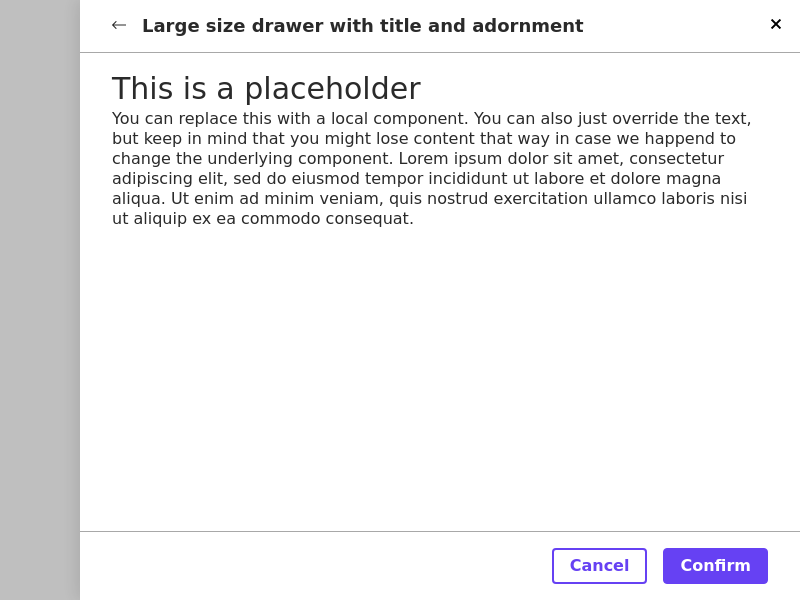 Large size drawer with title and adornment
This is a placeholder
You can replace this with a local component. You can also just override the text,
but keep in mind that you might lose content that way in case we happend to
change the underlying component. Lorem ipsum dolor sit amet, consectetur
adipiscing elit, sed do eiusmod tempor incididunt ut labore et dolore magna
aliqua. Ut enim ad minim veniam, quis nostrud exercitation ullamco laboris nisi
ut aliquip ex ea commodo consequat.
Cancel
Confirm